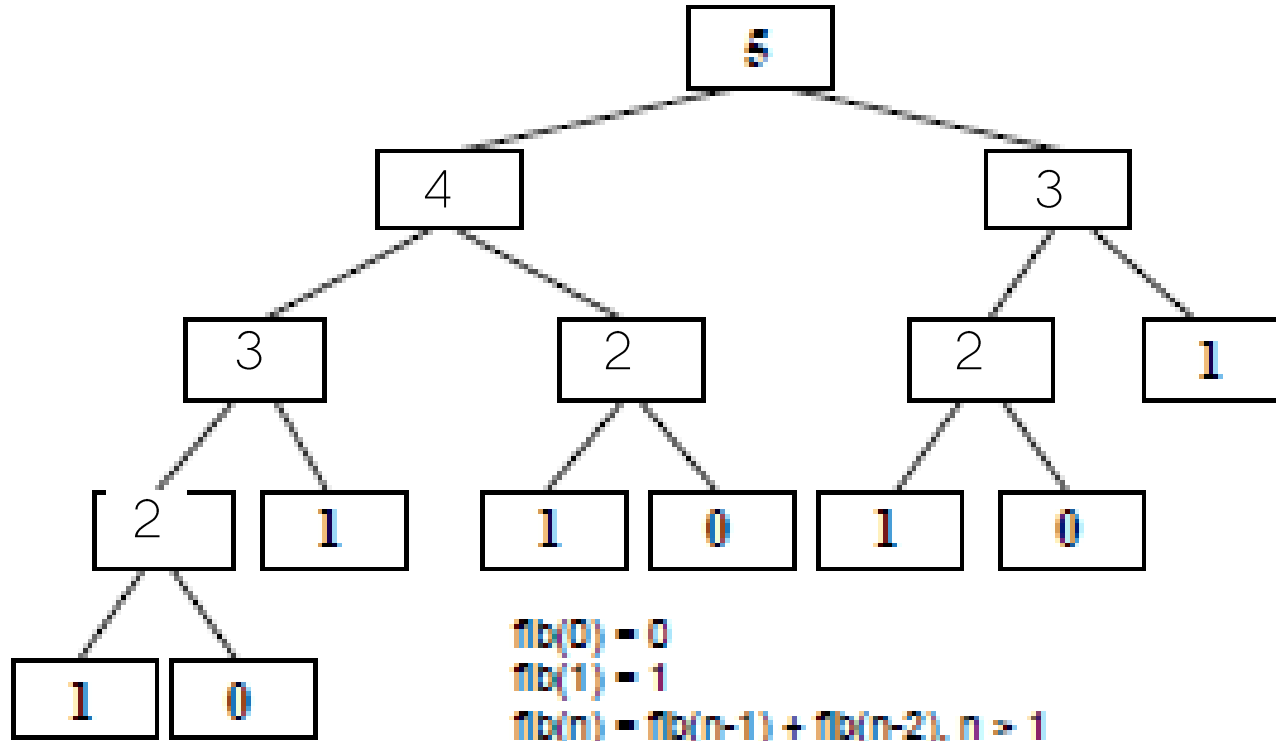 5
4 3
3 2 2 1
2 1 1 0 1 0
1 0
fib(0) = 0
fib(1) = 1
fib(n) = fib(n-1) + fib(n-2), n > 1